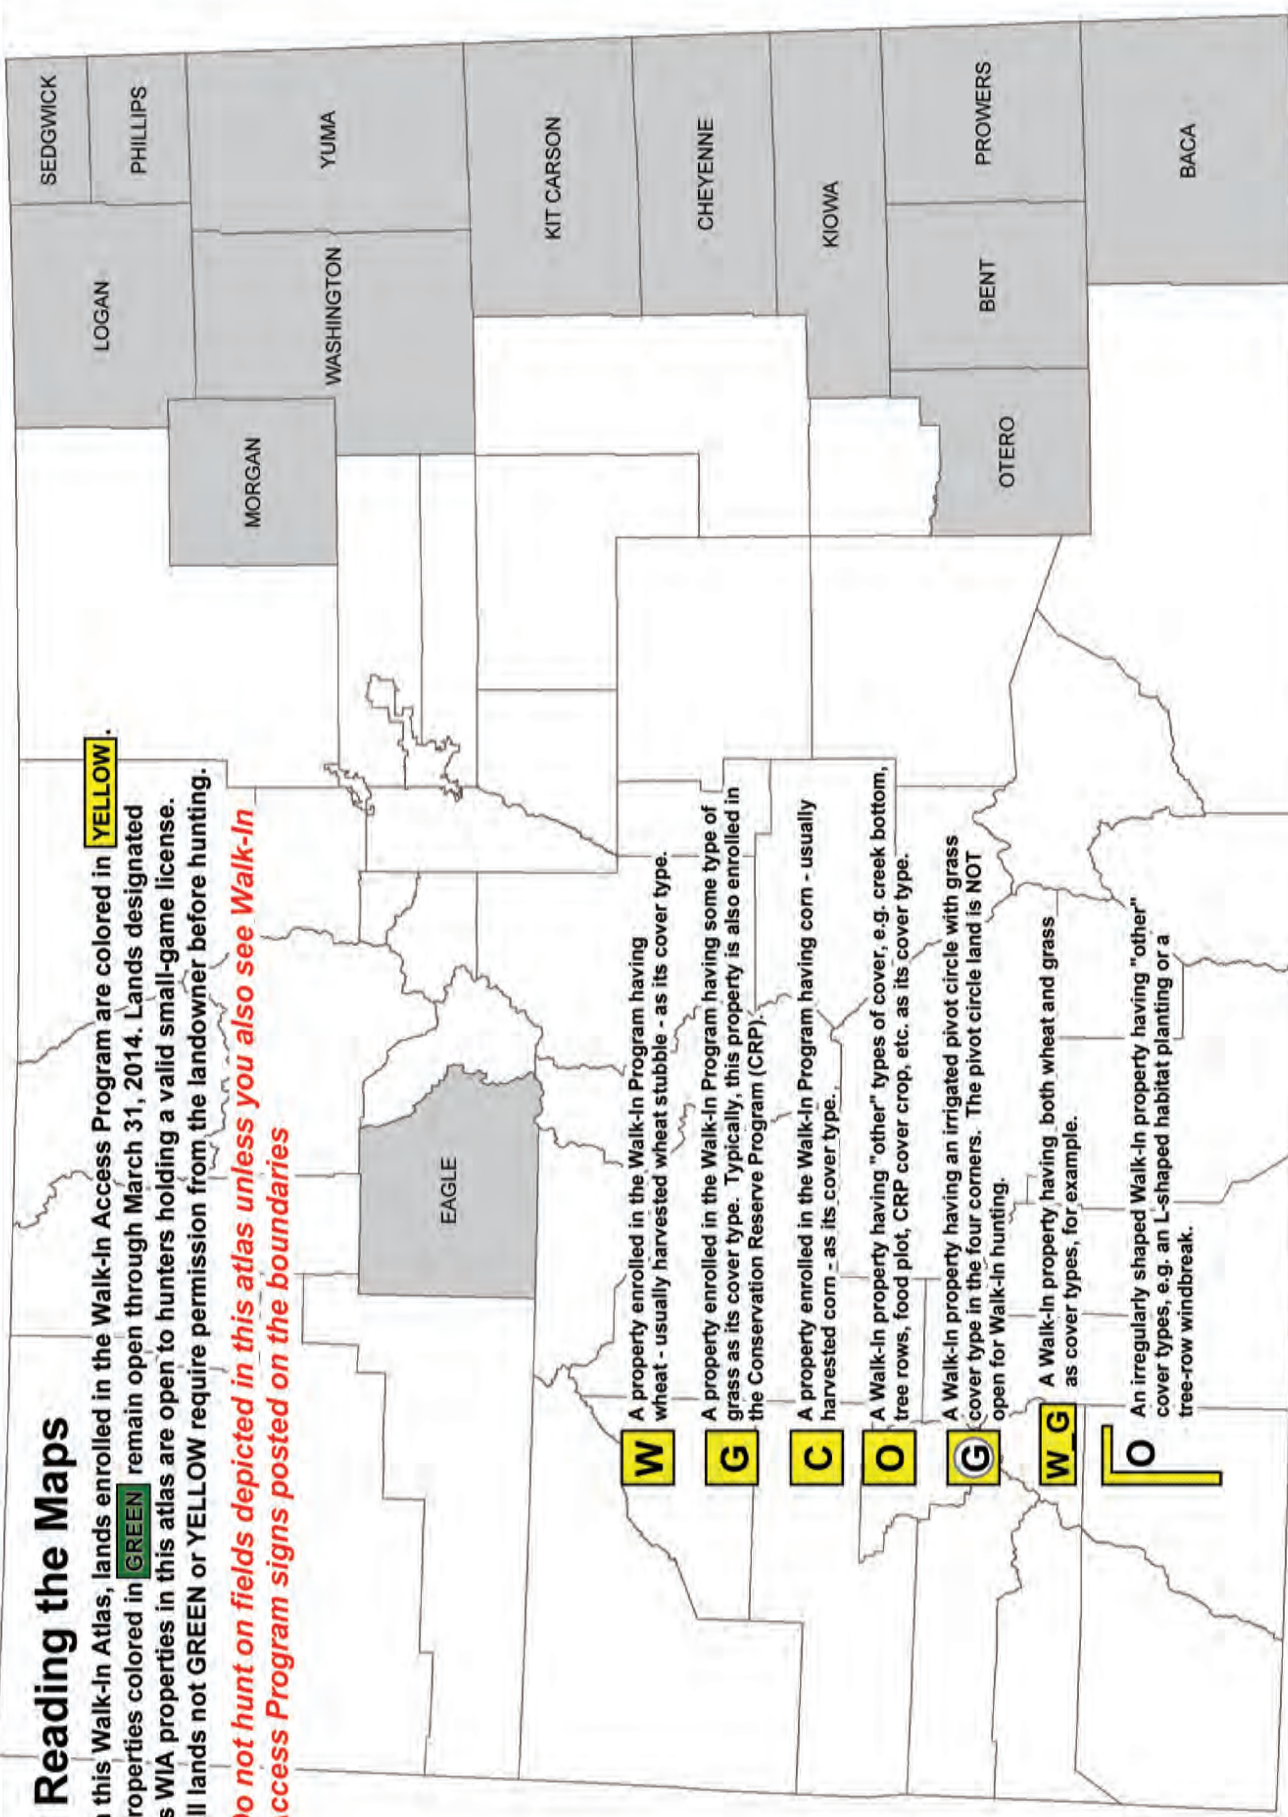 Reading the Maps
this Walk-In Atlas, lands enrolled in the Walk-In Access Program are colored in YELLOW.
roperties colored in GREEN remain open through March 31, 2014. Lands designated
s WIA properties in this atlas are open to hunters holding a valid small-game license.
ll lands not GREEN or YELLOW require permission from the landowner before hunting.
o not hunt on fields depicted in this atlas unless you also see Walk-In
ccess Program signs posted on the boundaries
W
A property enrolled in the Walk-In Program having
wheat - usually harvested wheat stubble - as its cover type.
G
A property enrolled in the Walk-In Program having some type of
grass as its cover type. Typically, this property is also enrolled in
the Conservation Reserve Program (CRP).
C
A property enrolled in the Walk-In Program having corn - usually
harvested corn - as its cover type.
O
A Walk-In property having "other" types of cover, e.g. creek bottom,
tree rows, food plot, CRP cover crop, etc. as its cover type.
G
A Walk-In property having an irrigated pivot circle with grass
cover type in the four corners. The pivot circle land is NOT
open for Walk-In hunting.
W_G
A Walk-In property having both wheat and grass
as cover types, for example.
O
An irregularly shaped Walk-In property having "other"
cover types, e.g. an L-shaped habitat planting or a
tree-row windbreak.
EAGLE
MORGAN
LOGAN
SEDGWICK
PHILLIPS
WASHINGTON
YUMA
KIT CARSON
CHEYENNE
KIOWA
OTERO
BENT
PROWERS
BACA